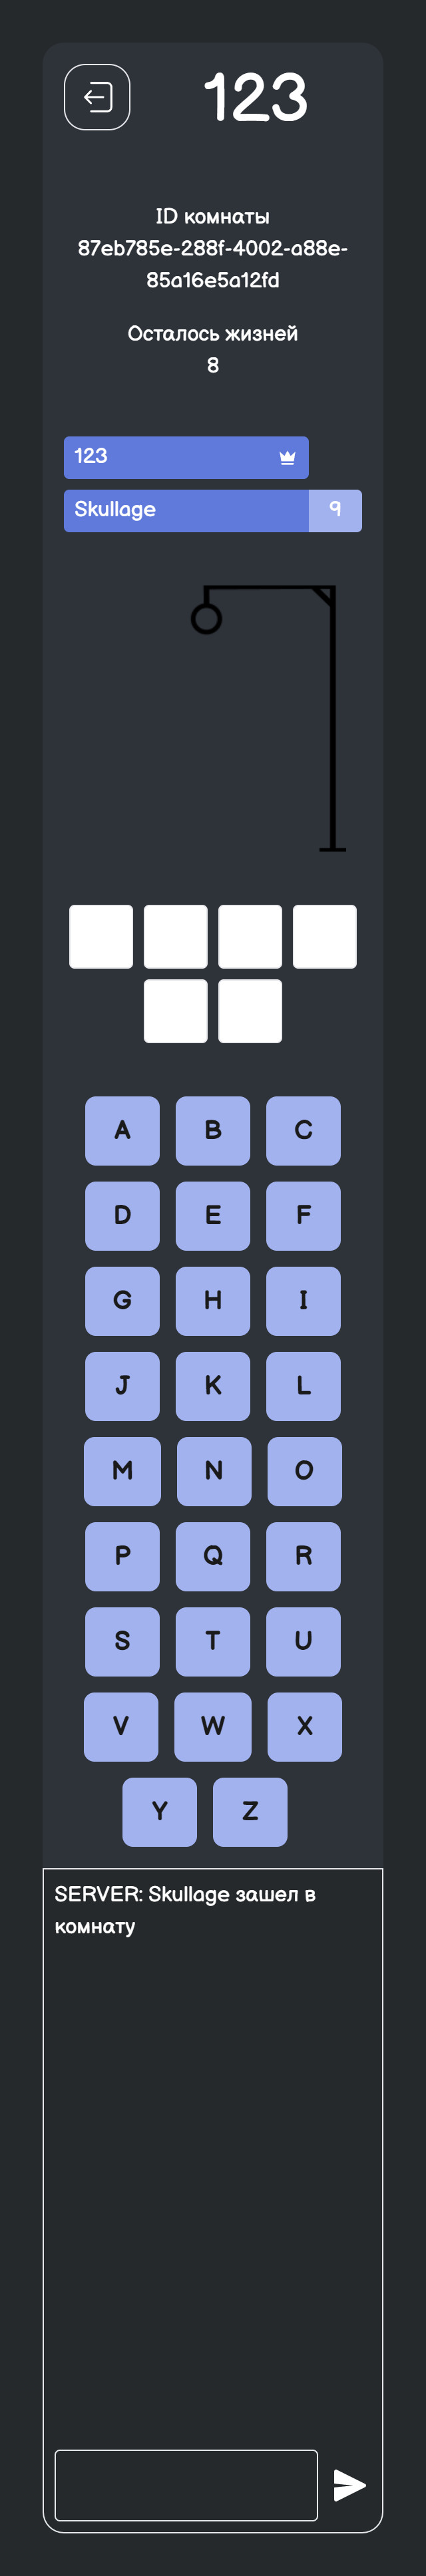 123
ID комнаты
87eb785e-288f-4002-a88e-
85a16e5a12fd
Осталось жизней
8
123
Skullage 9
A B C
D E F
G H I
J K L
M N O
P Q R
S T U
V W X
Y Z
SERVER: Skullage зашел в
комнату